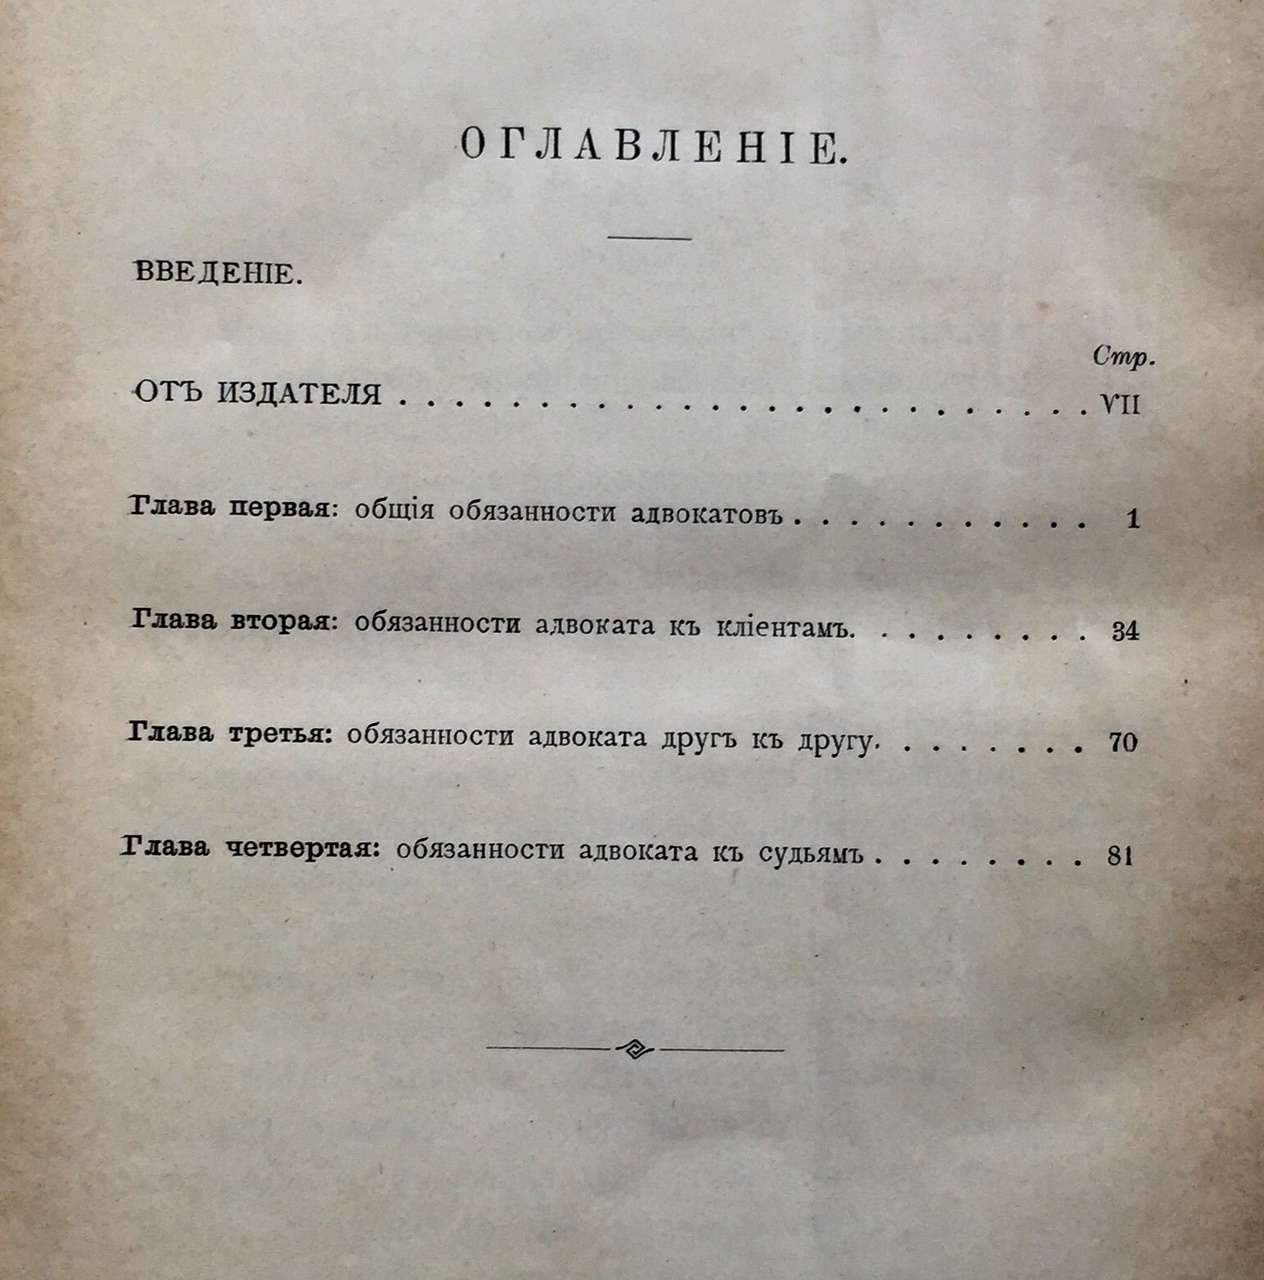 ОГЛАВЛЕНІЕ.
ВВЕДЕНІЕ.
Стр.
ОТЪ ИЗДАТЕЛЯ . . . . . . . . . . . . . . . . . . . . . . . . . VII
Глава первая: общія обязанности адвокатовъ . . . . . . . . . . . 1
Глава вторая: обязанности адвоката къ кліентамъ. . . . . . . . . 34
Глава третья: обязанности адвоката другъ къ другу. . . . . . . . 70
Глава четвертая: обязанности адвоката къ судьямъ . . . . . . . . 81